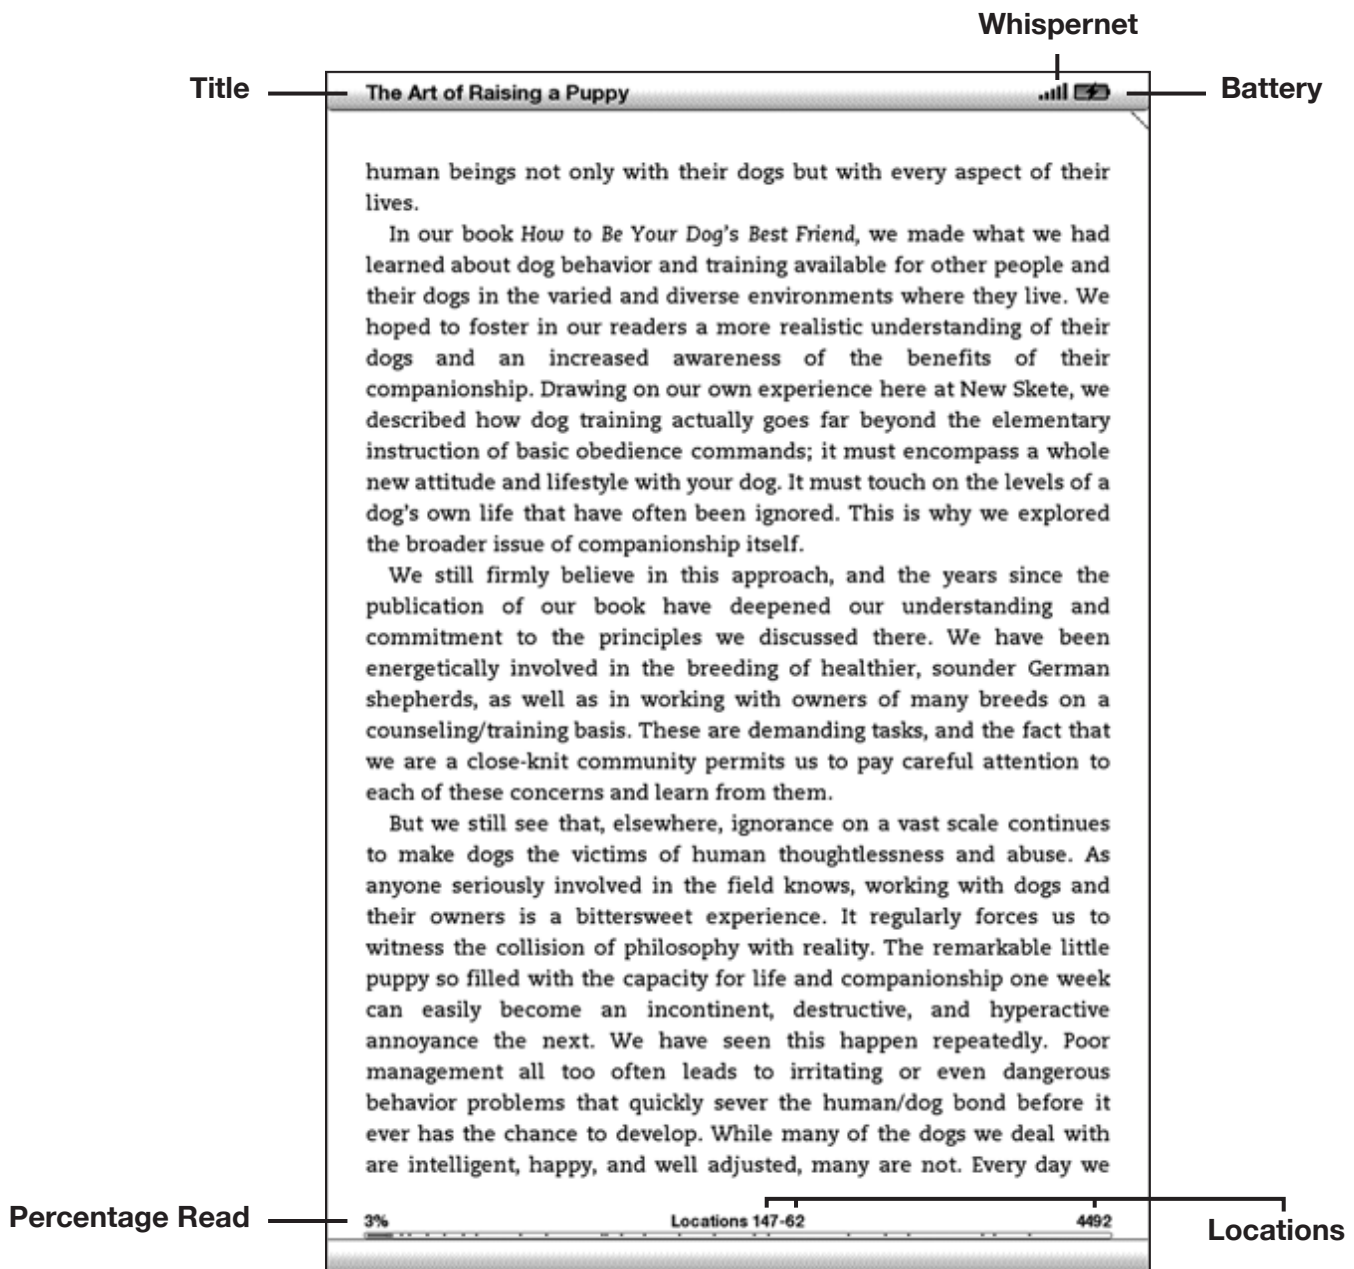 Whispernet
Title
The Art of Raising a Puppy
Battery
human beings not only with their dogs but with every aspect of their
lives.
In our book How to Be Your Dog's Best Friend, we made what we had
learned about dog behavior and training available for other people and
their dogs in the varied and diverse environments where they live. We
hoped to foster in our readers a more realistic understanding of their
dogs and an increased awareness of the benefits of their
companionship. Drawing on our own experience here at New Skete, we
described how dog training actually goes far beyond the elementary
instruction of basic obedience commands; it must encompass a whole
new attitude and lifestyle with your dog. It must touch on the levels of a
dog's own life that have often been ignored. This is why we explored
the broader issue of companionship itself.
We still firmly believe in this approach, and the years since the
publication of our book have deepened our understanding and
commitment to the principles we discussed there. We have been
energetically involved in the breeding of healthier, sounder German
shepherds, as well as in working with owners of many breeds on a
counseling/training basis. These are demanding tasks, and the fact that
we are a close-knit community permits us to pay careful attention to
each of these concerns and learn from them.
But we still see that, elsewhere, ignorance on a vast scale continues
to make dogs the victims of human thoughtlessness and abuse. As
anyone seriously involved in the field knows, working with dogs and
their owners is a bittersweet experience. It regularly forces us to
witness the collision of philosophy with reality. The remarkable little
puppy so filled with the capacity for life and companionship one week
can easily become an incontinent, destructive, and hyperactive
annoyance the next. We have seen this happen repeatedly. Poor
management all too often leads to irritating or even dangerous
behavior problems that quickly sever the human/dog bond before it
ever has the chance to develop. While many of the dogs we deal with
are intelligent, happy, and well adjusted, many are not. Every day we
Percentage Read
3%
Locations 147-62
4492
Locations